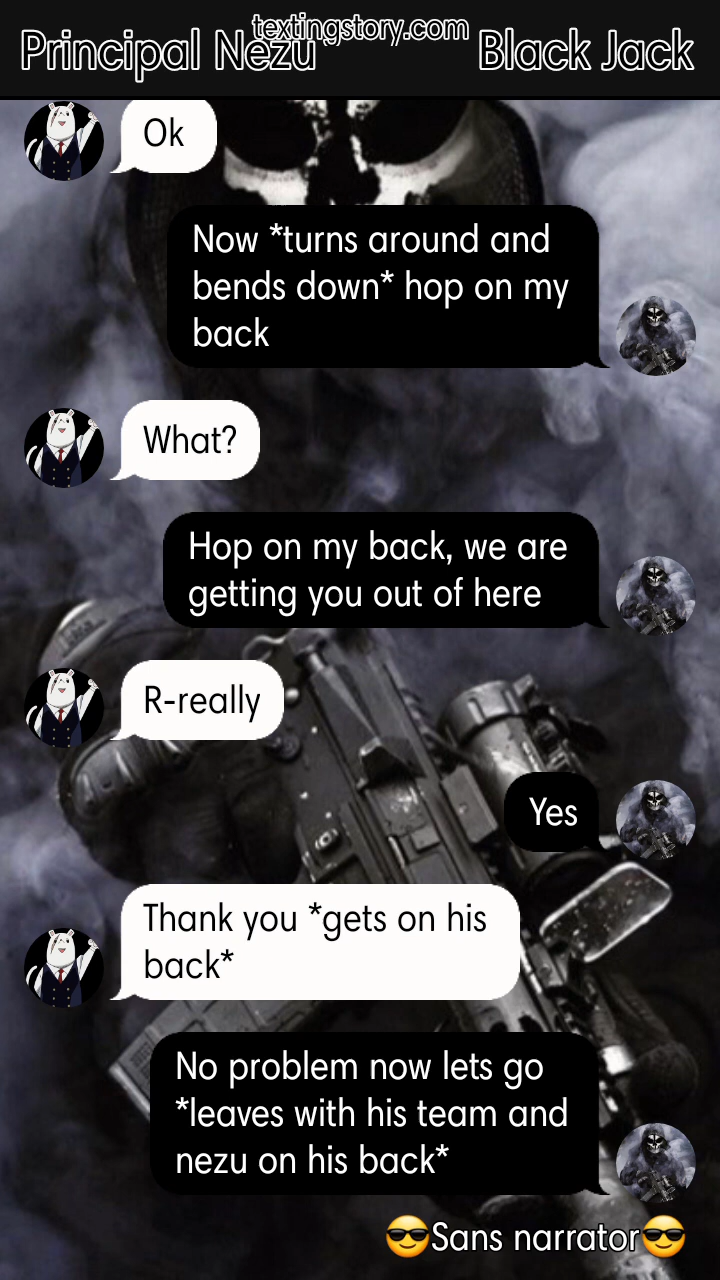 textingstory.com
Principal Nezu
Black Jack
Ok
Now *turns around and
bends down* hop on my
back
What?
Hop on my back, we are
getting you out of here
R-really
Yes
Thank you *gets on his
back*
No problem now lets go
*leaves with his team and
nezu on his back*
😎Sans narrator😎